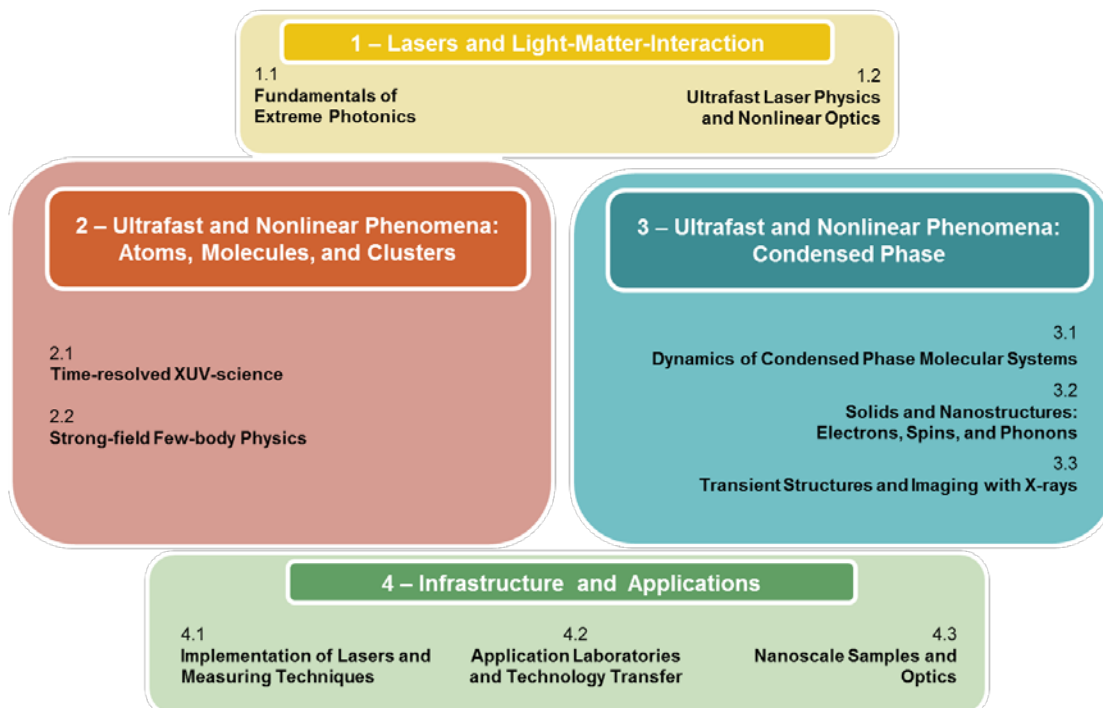 1 – Lasers and Light-Matter-Interaction
1.1
Fundamentals of
Extreme Photonics
1.2
Ultrafast Laser Physics
and Nonlinear Optics
2 – Ultrafast and Nonlinear Phenomena:
Atoms, Molecules, and Clusters
2.1
Time-resolved XUV-science
2.2
Strong-field Few-body Physics
3 – Ultrafast and Nonlinear Phenomena:
Condensed Phase
3.1
Dynamics of Condensed Phase Molecular Systems
3.2
Solids and Nanostructures:
Electrons, Spins, and Phonons
3.3
Transient Structures and Imaging with X-rays
4 – Infrastructure and Applications
4.1
Implementation of Lasers and
Measuring Techniques
4.2
Application Laboratories
and Technology Transfer
4.3
Nanoscale Samples and
Optics